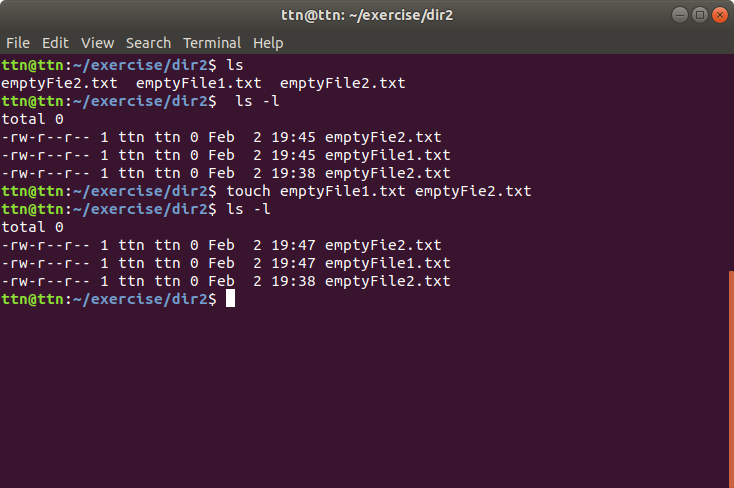 ttn@ttn: ~/exercise/dir2
File Edit View Search Terminal Help
ttn@ttn:~/exercise/dir2$ ls
emptyFie2.txt  emptyFile1.txt  emptyFile2.txt
ttn@ttn:~/exercise/dir2$  ls -l
total 0
-rw-r--r-- 1 ttn ttn 0 Feb  2 19:45 emptyFie2.txt
-rw-r--r-- 1 ttn ttn 0 Feb  2 19:45 emptyFile1.txt
-rw-r--r-- 1 ttn ttn 0 Feb  2 19:38 emptyFile2.txt
ttn@ttn:~/exercise/dir2$ touch emptyFile1.txt emptyFie2.txt
ttn@ttn:~/exercise/dir2$ ls -l
total 0
-rw-r--r-- 1 ttn ttn 0 Feb  2 19:47 emptyFie2.txt
-rw-r--r-- 1 ttn ttn 0 Feb  2 19:47 emptyFile1.txt
-rw-r--r-- 1 ttn ttn 0 Feb  2 19:38 emptyFile2.txt
ttn@ttn:~/exercise/dir2$